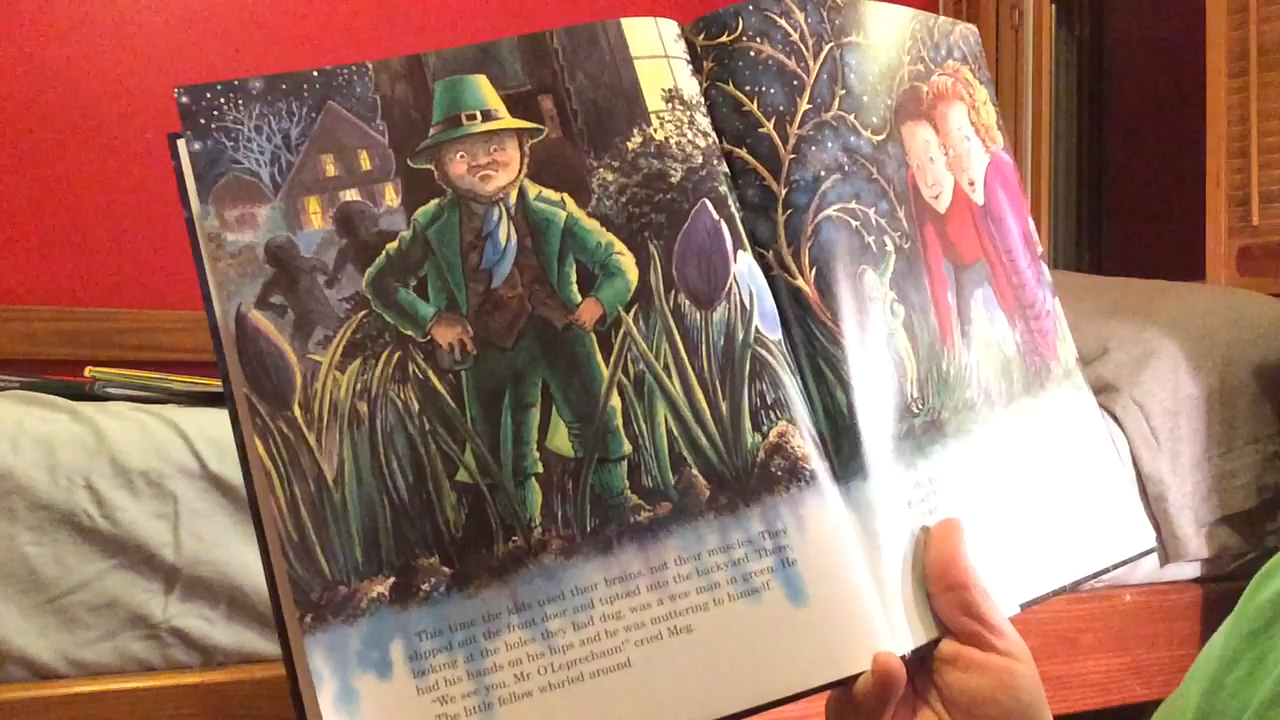 This time the kids used their brains, not their muscles. They
slipped out the front door and tiptoed into the backyard. There,
looking at the holes they had dug, was a wee man in green. He
had his hands on his hips and he was muttering to himself.
"We see you, Mr. O'Leprechaun!" cried Meg.
The little fellow whirled around.